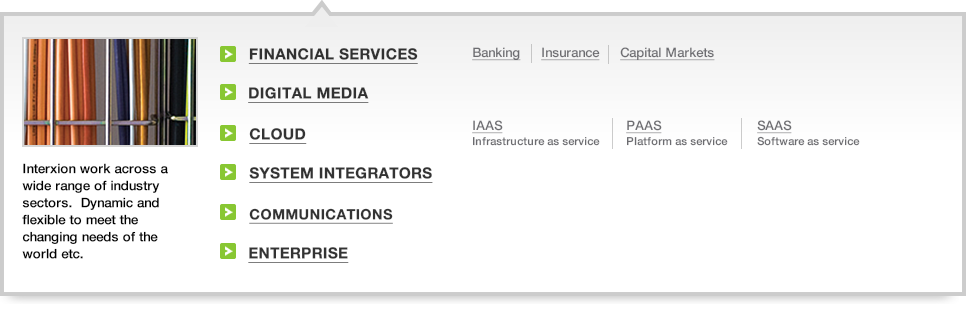 FINANCIAL SERVICES
Banking
Insurance
Capital Markets
DIGITAL MEDIA
CLOUD
IAAS
Infrastructure as service
PAAS
Platform as service
SAAS
Software as service
SYSTEM INTEGRATORS
COMMUNICATIONS
ENTERPRISE
Interxion work across a
wide range of industry
sectors. Dynamic and
flexible to meet the
changing needs of the
world etc.